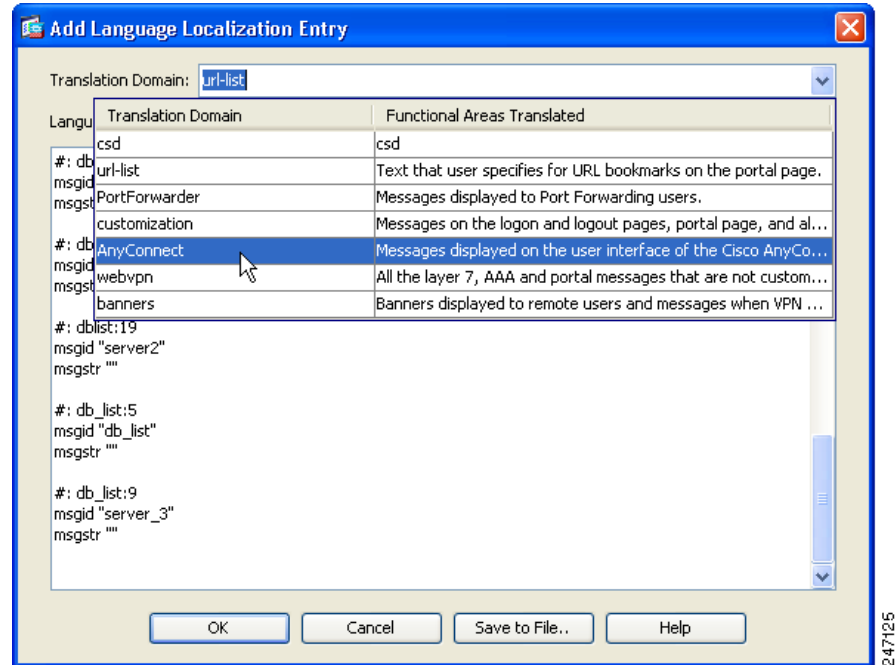 Add Language Localization Entry
Translation Domain: url-list
Langu
Translation Domain Functional Areas Translated
csd csd
url-list Text that user specifies for URL bookmarks on the portal page.
PortForwarder Messages displayed to Port Forwarding users.
customization Messages on the logon and logout pages, portal page, and al...
AnyConnect Messages displayed on the user interface of the Cisco AnyCo...
webvpn All the layer 7, AAA and portal messages that are not custom...
banners Banners displayed to remote users and messages when VPN ...
#: db
msgid
msgst
#: db
msgid
msgst
#: dblist:19
msgid "server2"
msgstr ""
#: db_list:5
msgid "db_list"
msgstr ""
#: db_list:9
msgid "server_3"
msgstr ""
OK Cancel Save to File.. Help
247125